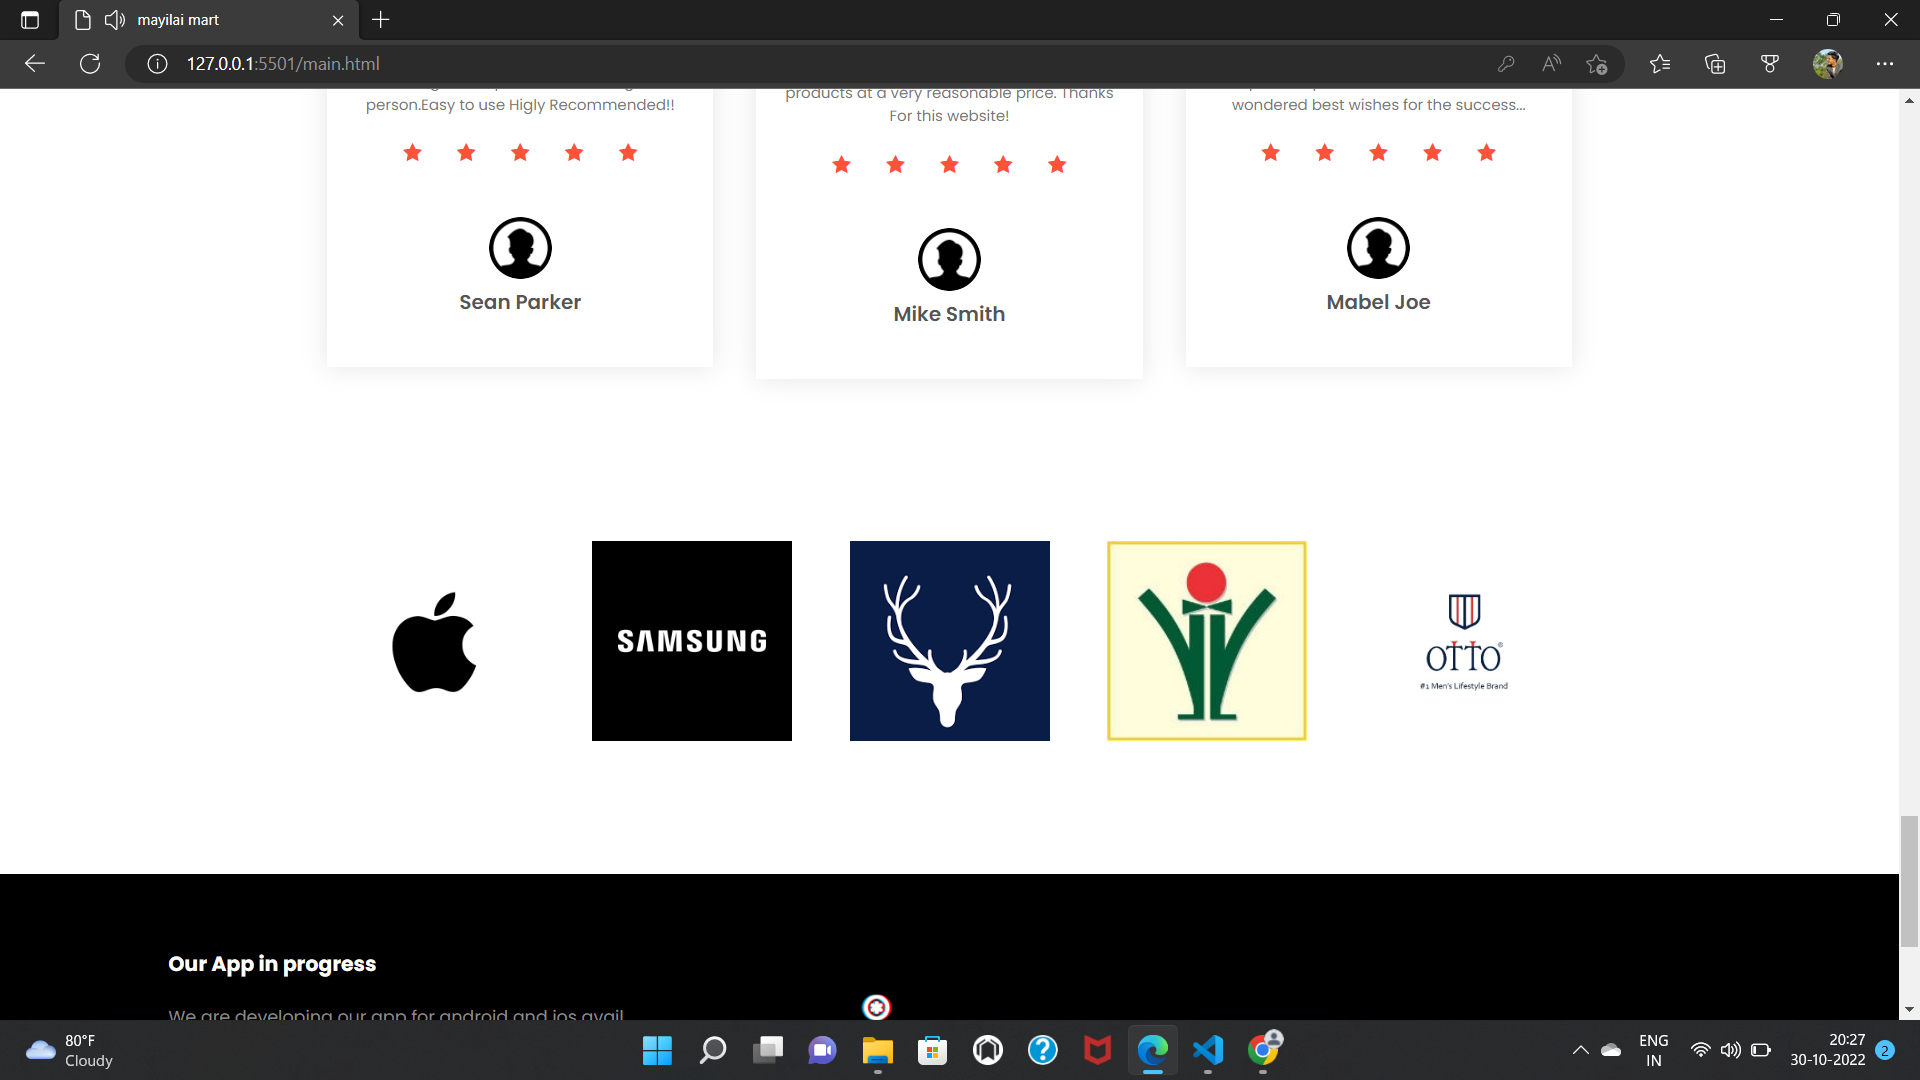 mayilai mart
127.0.0.1:5501/main.html
person.Easy to use Higly Recommended!!
products at a very reasonable price. Thanks
For this website!
wondered best wishes for the success...
Sean Parker
Mike Smith
Mabel Joe
SAMSUNG
OTTO
#1 Men's Lifestyle Brand
Our App in progress
We are developing our app for android and ios avail
80°F
Cloudy
ENG
IN
20:27
30-10-2022
2